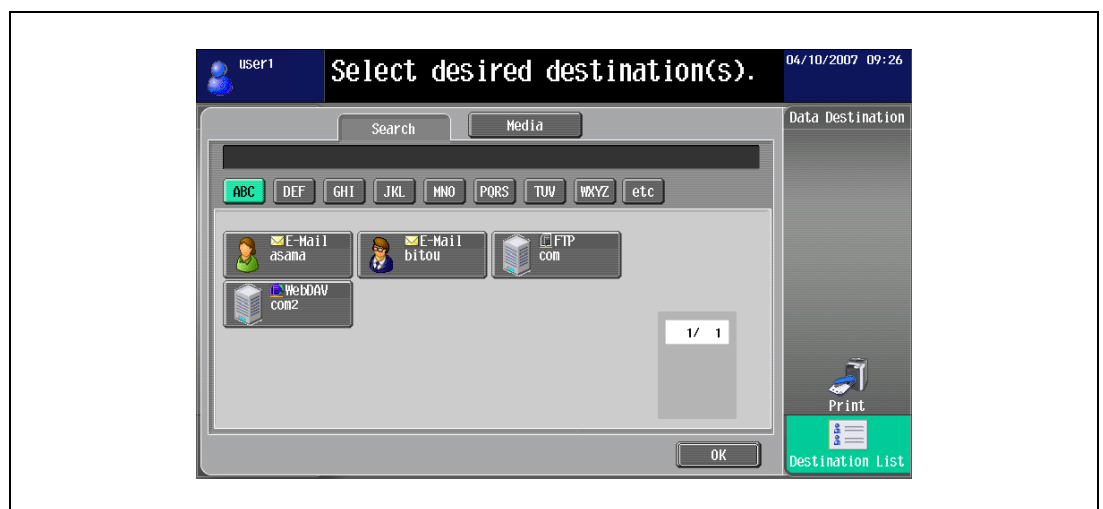 user1
Select desired destination(s).
04/10/2007 09:26
Search
Media
Data Destination
ABC DEF GHI JKL MNO PQRS TUV WXYZ etc
E-Mail
asama
E-Mail
bitou
FTP
com
WebDAV
com2
1/ 1
Print
OK
Destination List